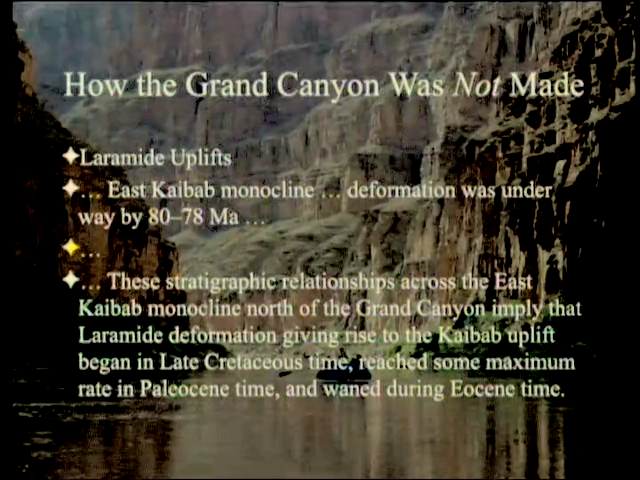 How the Grand Canyon Was Not Made
Laramide Uplifts
… East Kaibab monocline … deformation was under
way by 80–78 Ma …
…
… These stratigraphic relationships across the East
Kaibab monocline north of the Grand Canyon imply that
Laramide deformation giving rise to the Kaibab uplift
began in Late Cretaceous time, reached some maximum
rate in Paleocene time, and waned during Eocene time.